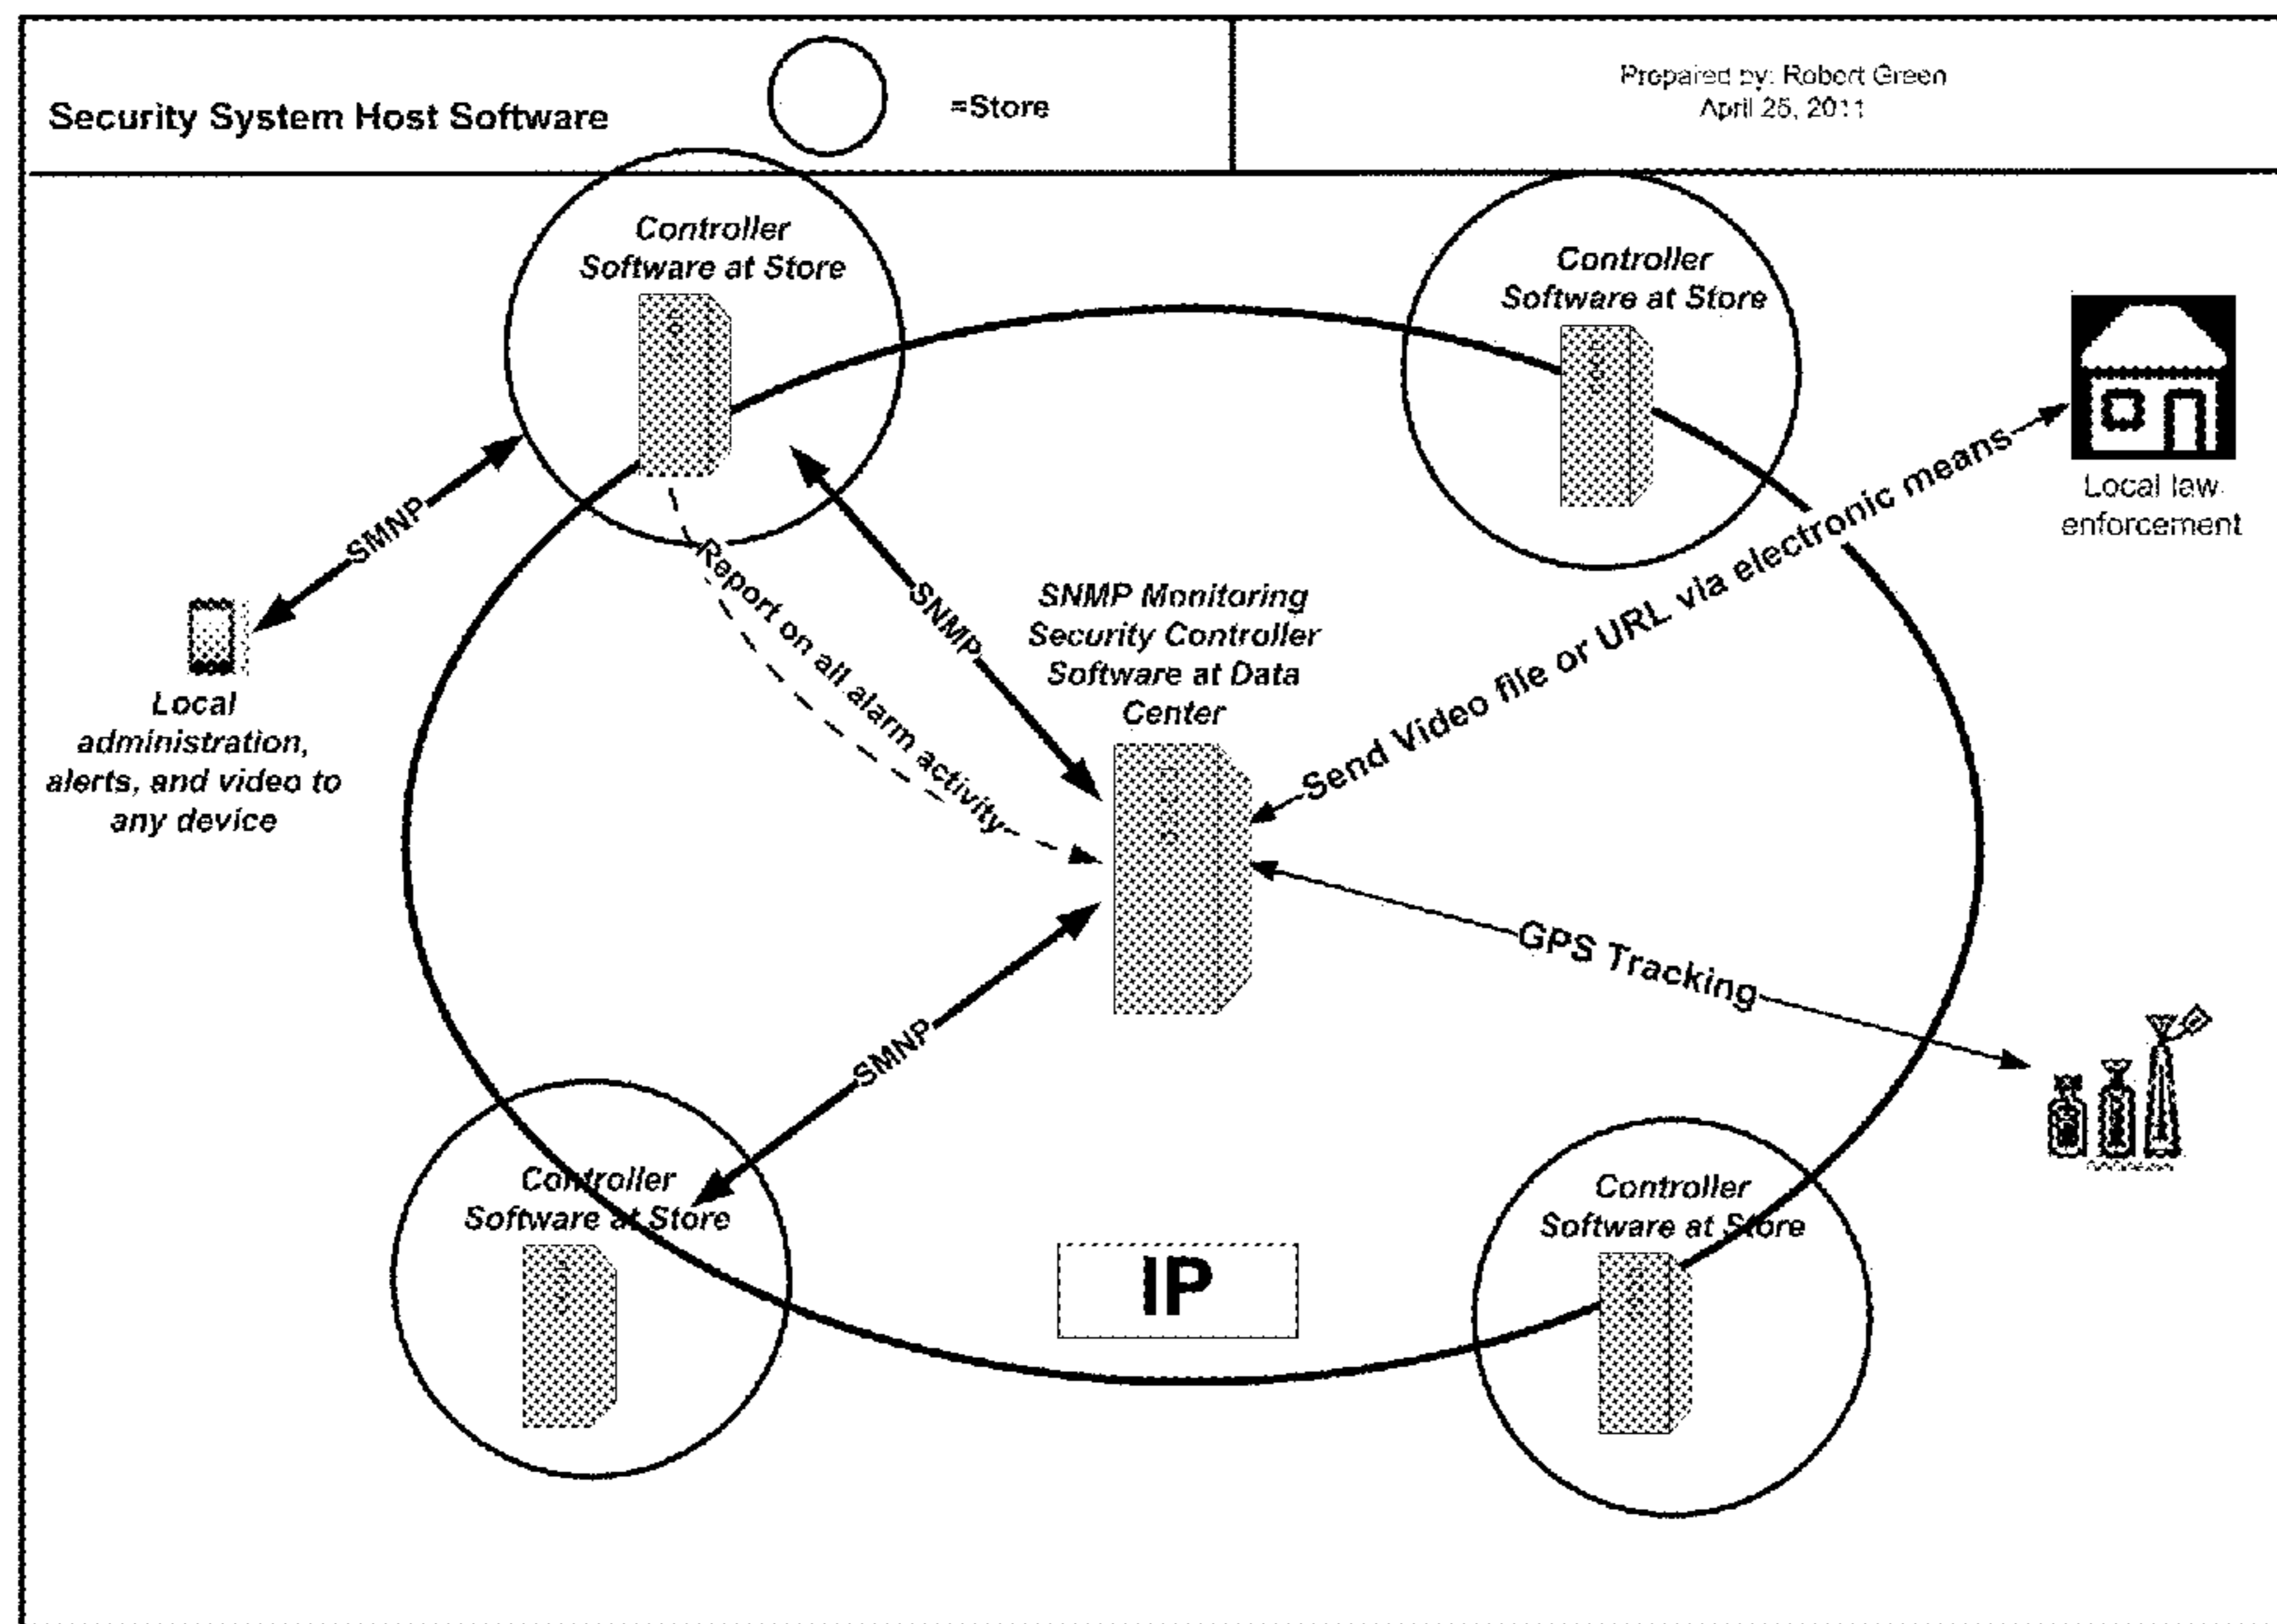 Security System Host Software
=Store
Prepared by: Robert Green
April 25, 2011
Controller
Software at Store
Controller
Software at Store
Local law
enforcement
SMNP
SNMP
Report on all alarm activity
SNMP Monitoring
Security Controller
Software at Data
Center
Send Video file or URL via electronic means
Local
administration,
alerts, and video to
any device
GPS Tracking
SMNP
Controller
Software at Store
Controller
Software at Store
IP